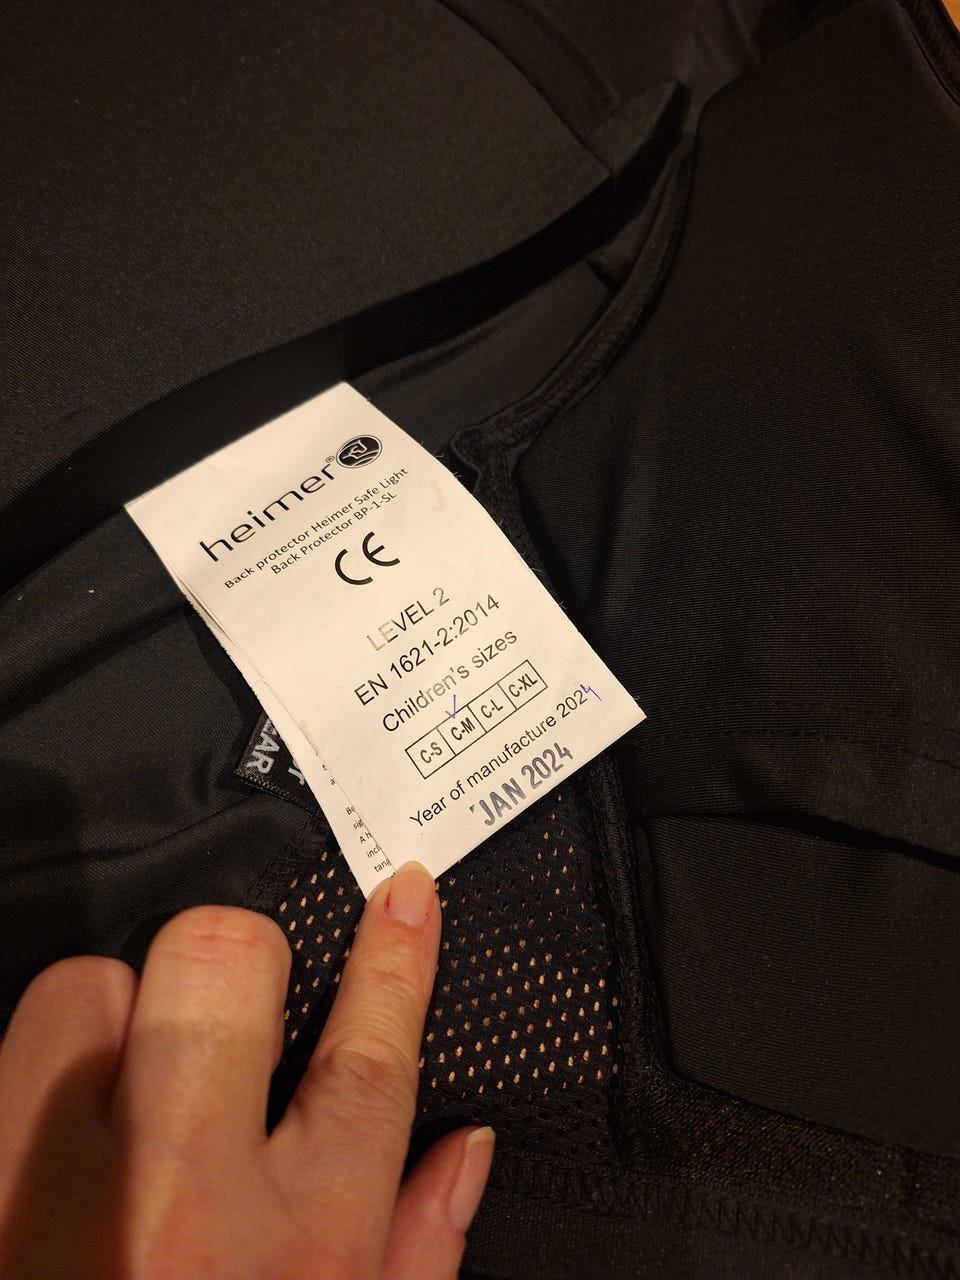 heimer®
Back protector Heimer Safe Light
Back Protector BP-1-SL
CE
LEVEL 2
EN 1621-2:2014
Children's sizes
C-S C-M C-L C-XL
Year of manufacture 2024
JAN 2024